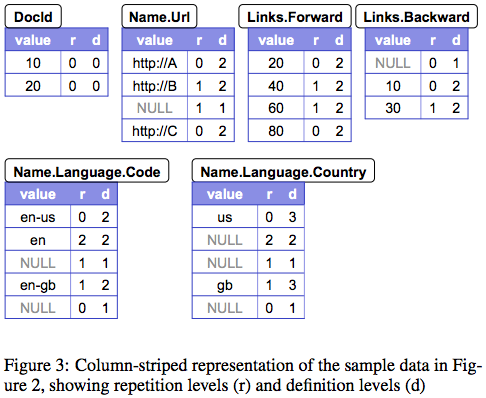 DocId
value r d
10 0 0
20 0 0
Name.Url
value r d
http://A 0 2
http://B 1 2
NULL 1 1
http://C 0 2
Links.Forward
value r d
20 0 2
40 1 2
60 1 2
80 0 2
Links.Backward
value r d
NULL 0 1
10 0 2
30 1 2
Name.Language.Code
value r d
en-us 0 2
en 2 2
NULL 1 1
en-gb 1 2
NULL 0 1
Name.Language.Country
value r d
us 0 3
NULL 2 2
NULL 1 1
gb 1 3
NULL 0 1
Figure 3: Column-striped representation of the sample data in Fig-
ure 2, showing repetition levels (r) and definition levels (d)